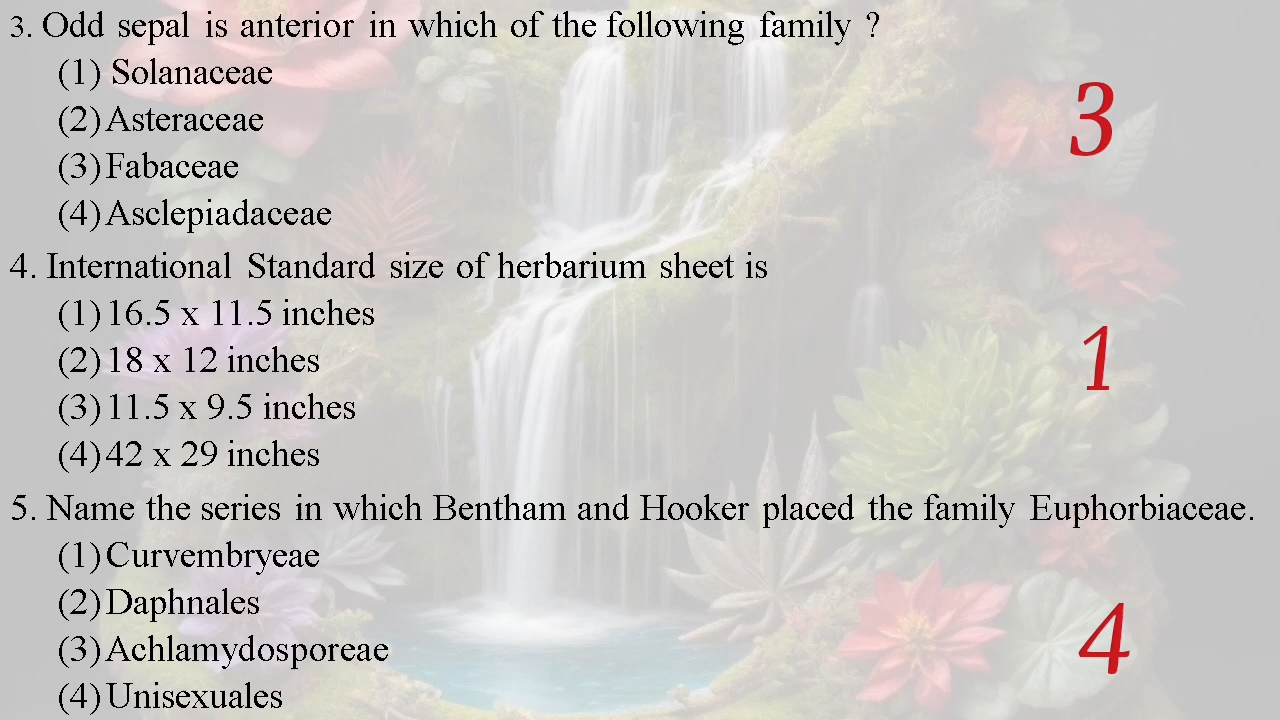 3. Odd sepal is anterior in which of the following family ?
(1) Solanaceae
(2) Asteraceae
(3) Fabaceae
(4) Asclepiadaceae
3
4. International Standard size of herbarium sheet is
(1) 16.5 x 11.5 inches
(2) 18 x 12 inches
(3) 11.5 x 9.5 inches
(4) 42 x 29 inches
1
5. Name the series in which Bentham and Hooker placed the family Euphorbiaceae.
(1) Curvembryeae
(2) Daphnales
(3) Achlamydosporeae
(4) Unisexuales
4